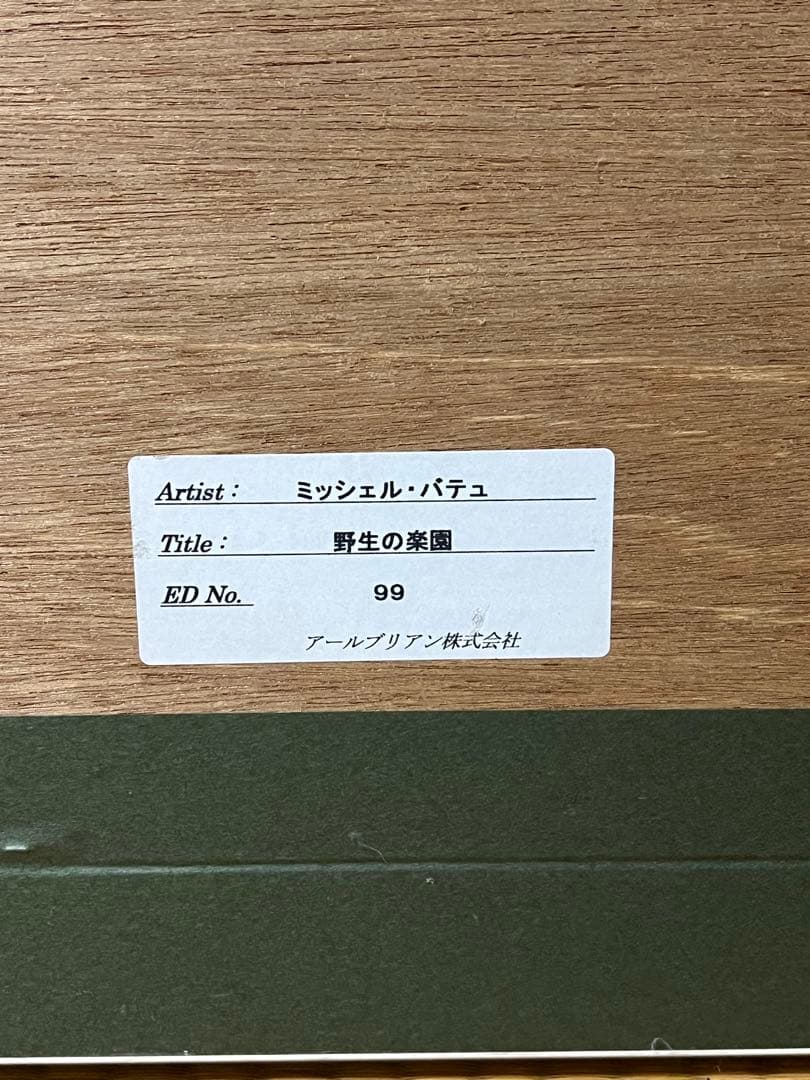 Artist： ミッシェル・バテュ
Title： 野生の楽園
ED No. 99
アールブリアン株式会社